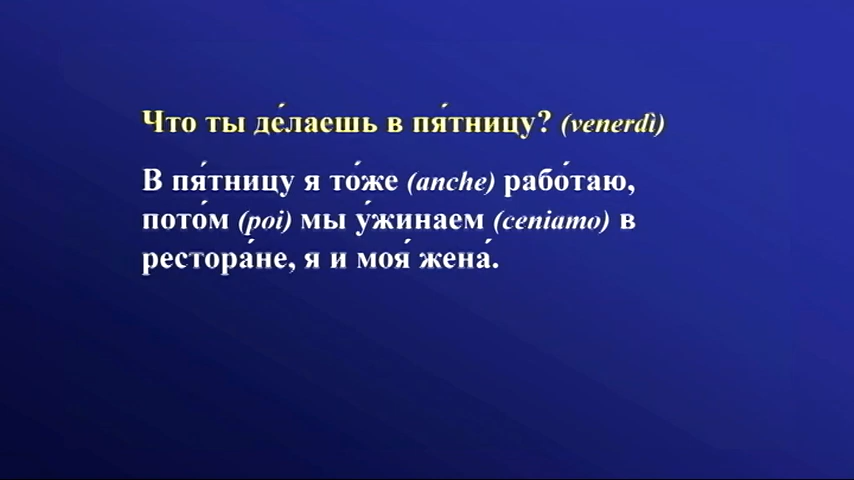 Что ты де́лаешь в пя́тницу? (venerdì)
В пя́тницу я то́же (anche) рабо́таю,
пото́м (poi) мы у́жинаем (ceniamo) в
рестора́не, я и моя́ жена́.